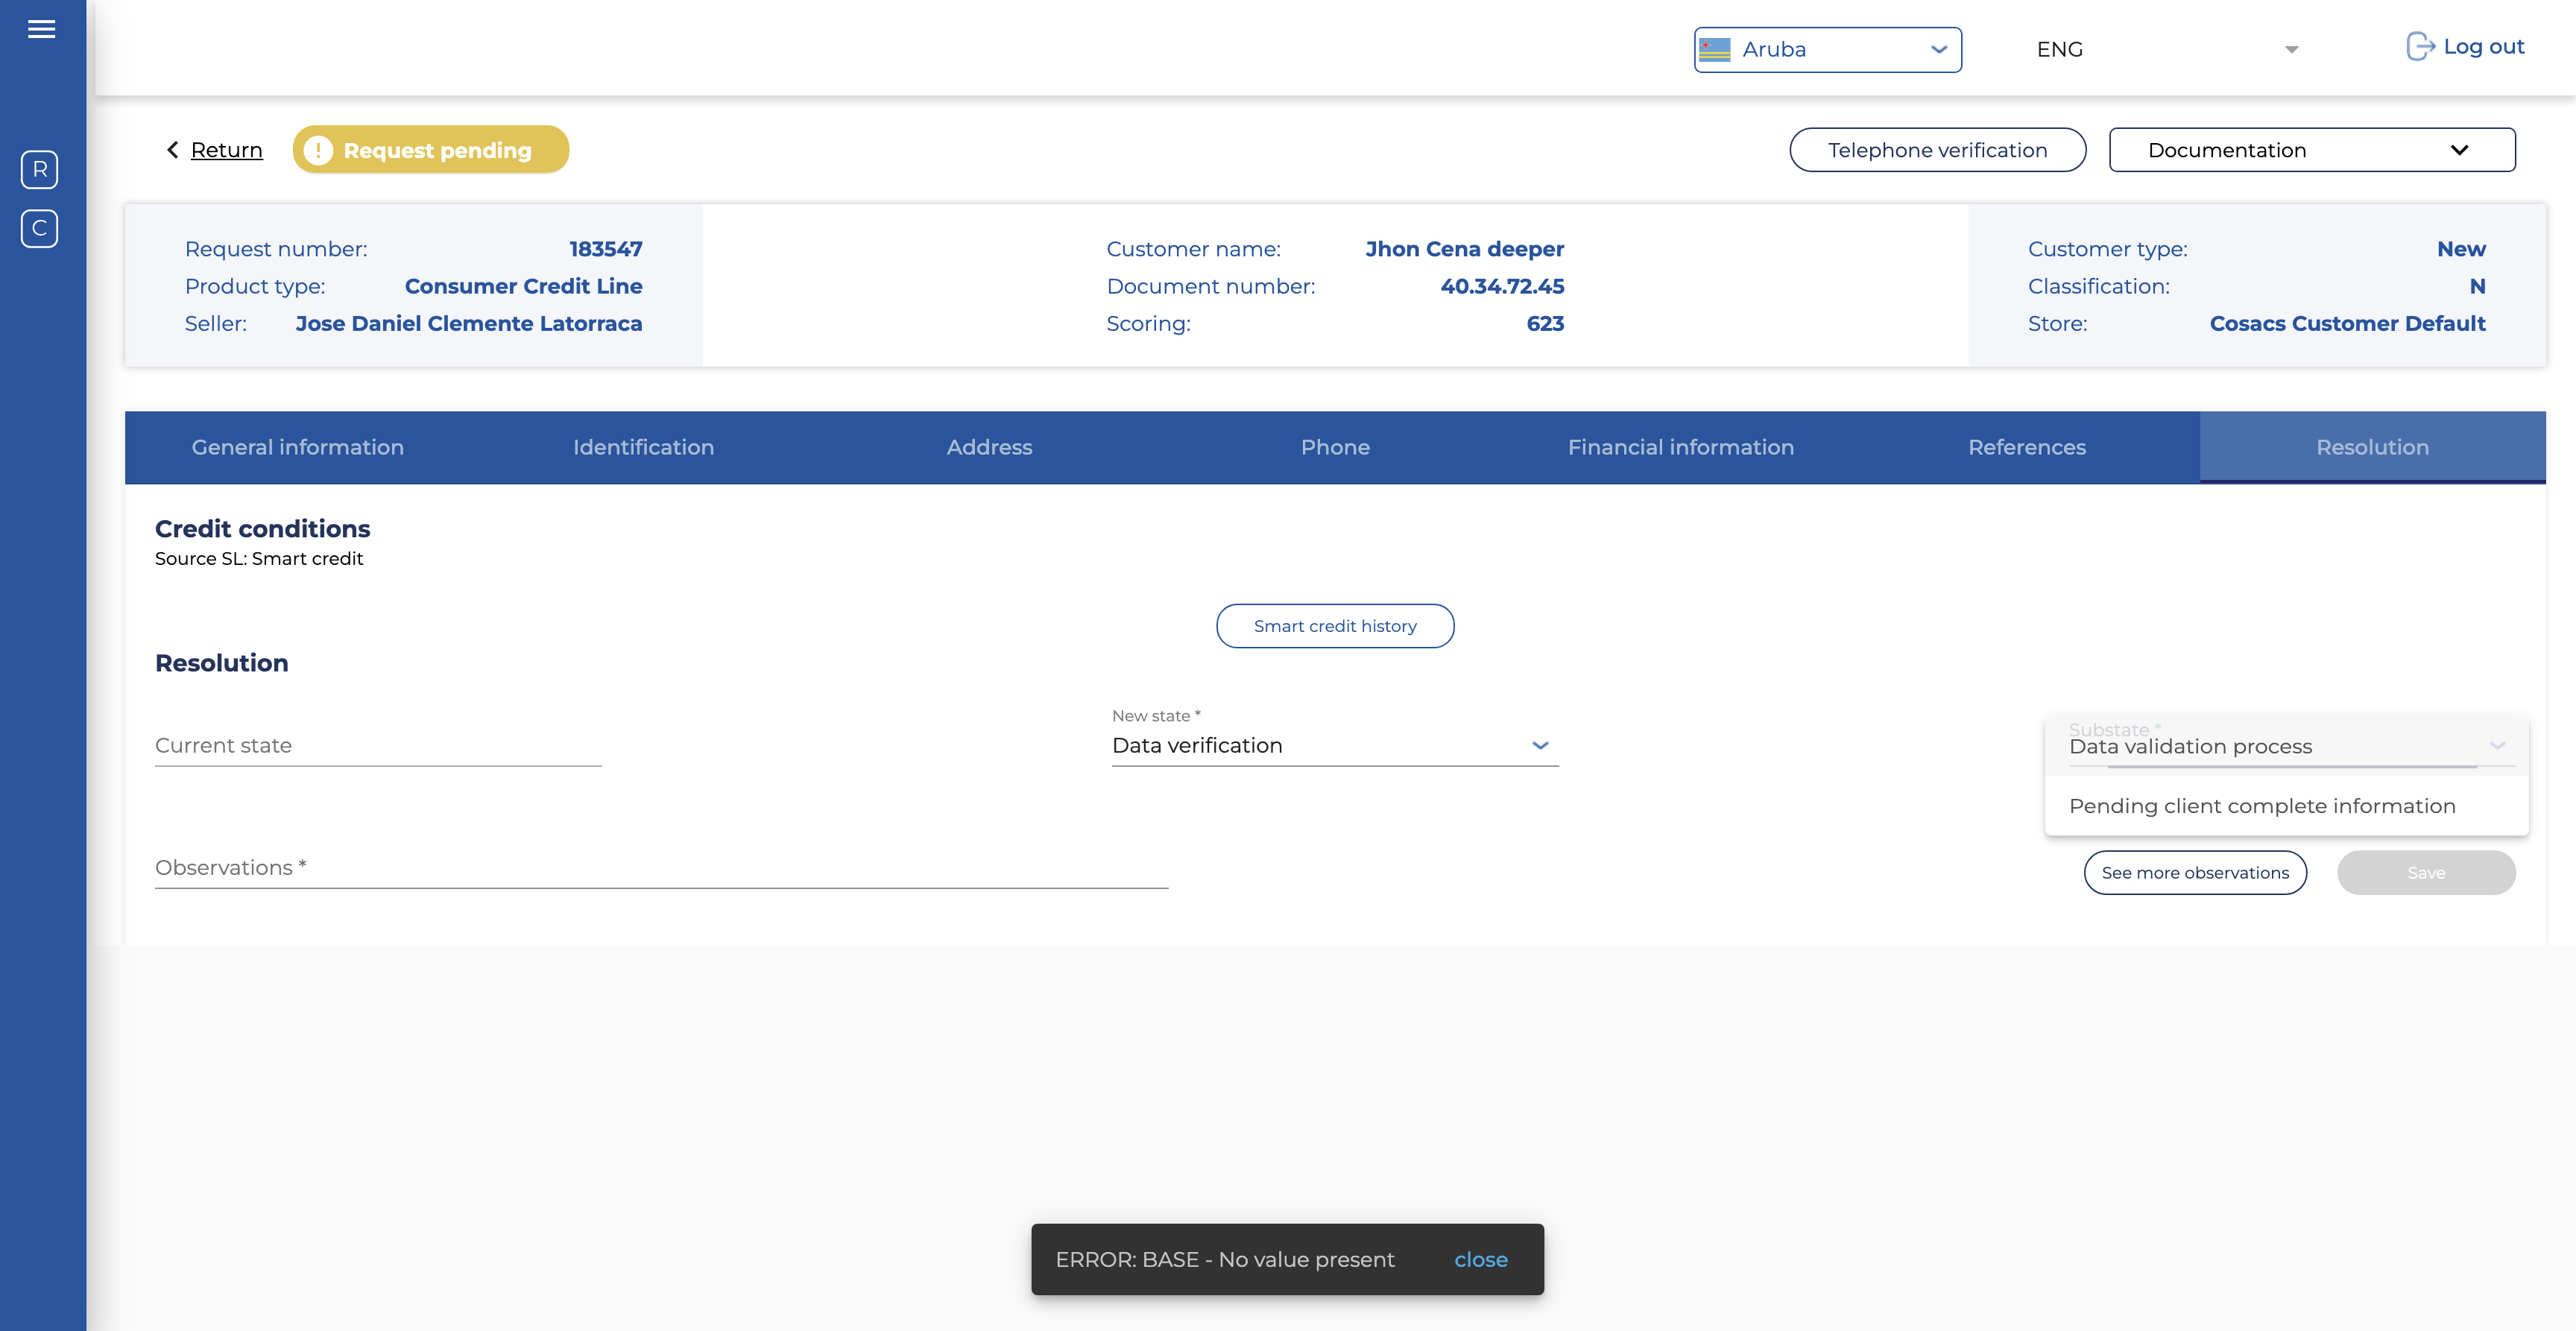 Aruba
ENG
Log out
R
C
Return
Request pending
Telephone verification
Documentation
Request number: 183547
Product type: Consumer Credit Line
Seller: Jose Daniel Clemente Latorraca
Customer name: Jhon Cena deeper
Document number: 40.34.72.45
Scoring: 623
Customer type: New
Classification: N
Store: Cosacs Customer Default
General information
Identification
Address
Phone
Financial information
References
Resolution
Credit conditions
Source SL: Smart credit
Smart credit history
Resolution
Current state
New state *
Data verification
Substate *
Data validation process
Pending client complete information
Observations *
See more observations
Save
ERROR: BASE - No value present
close